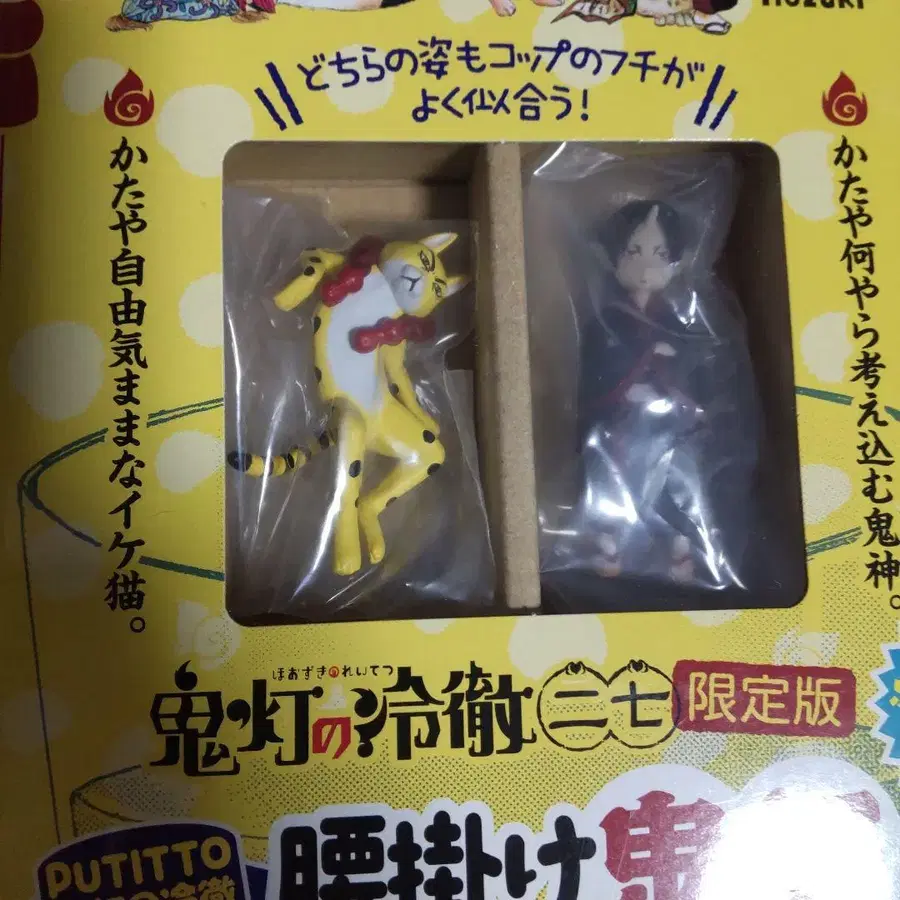 HOZUKI
どちらの姿もコップのフチが
よく似合う!
かたや何やら考え込む鬼神。
かたや自由気ままなイケ猫。
ほおずきのれいてつ
鬼灯の冷徹 二七 限定版
PUTITTO
腰掛け鬼